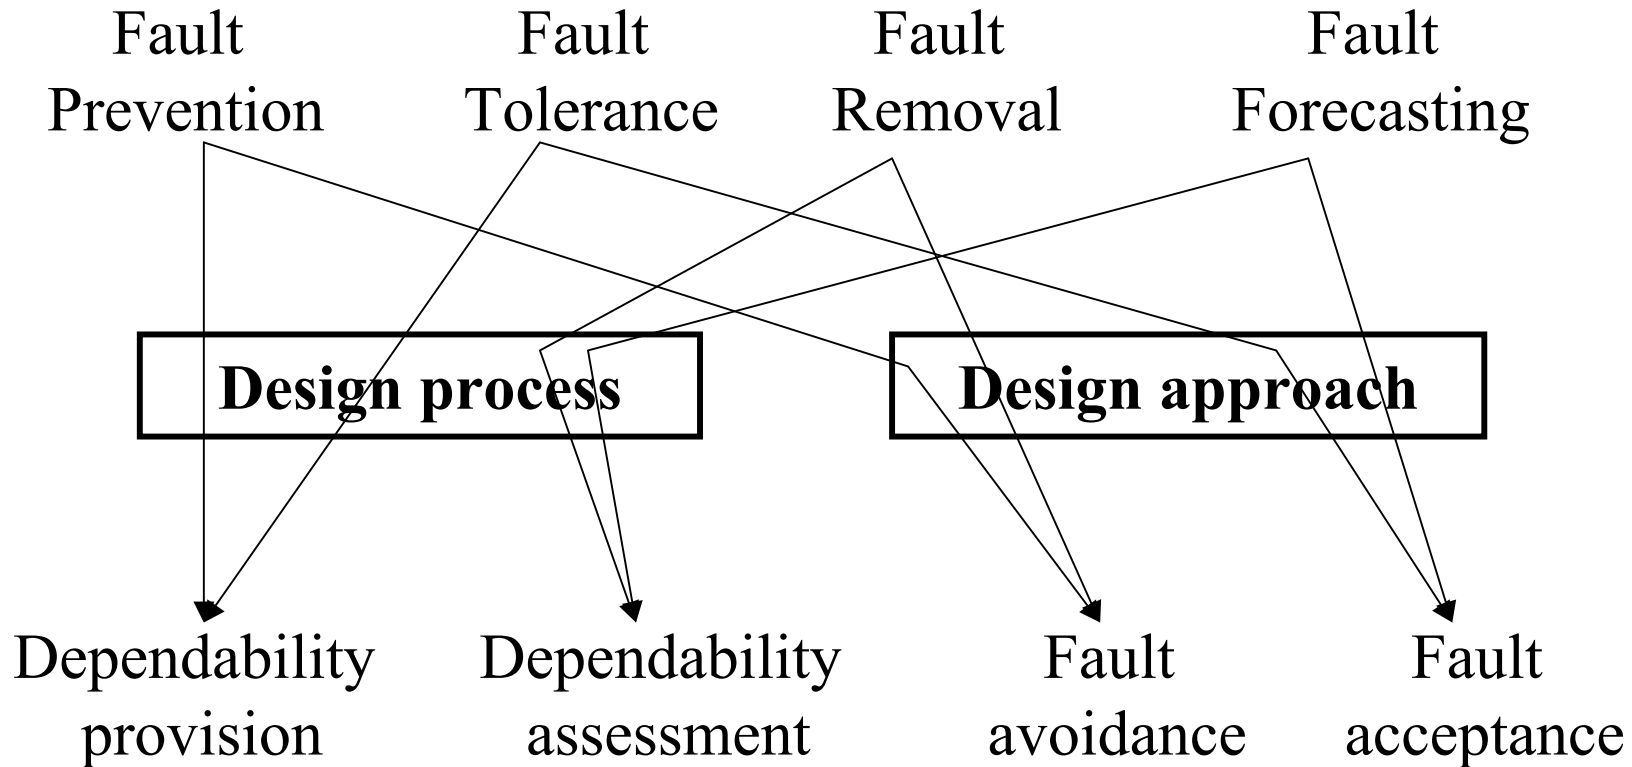 Fault
Prevention
Fault
Tolerance
Fault
Removal
Fault
Forecasting
Design process
Design approach
Dependability
provision
Dependability
assessment
Fault
avoidance
Fault
acceptance